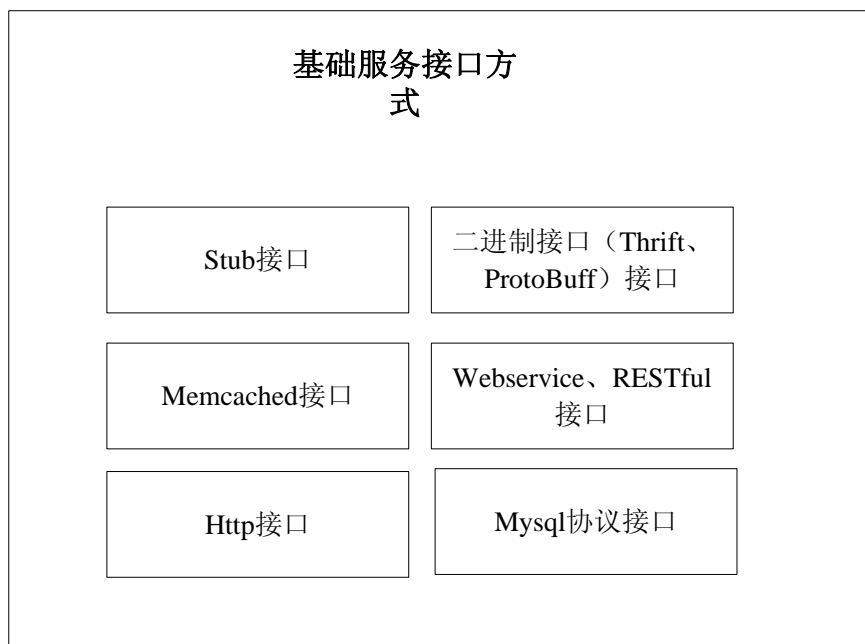 基础服务接口方
式
Stub接口
二进制接口（Thrift、
ProtoBuff）接口
Memcached接口
Webservice、RESTful
接口
Http接口
Mysql协议接口